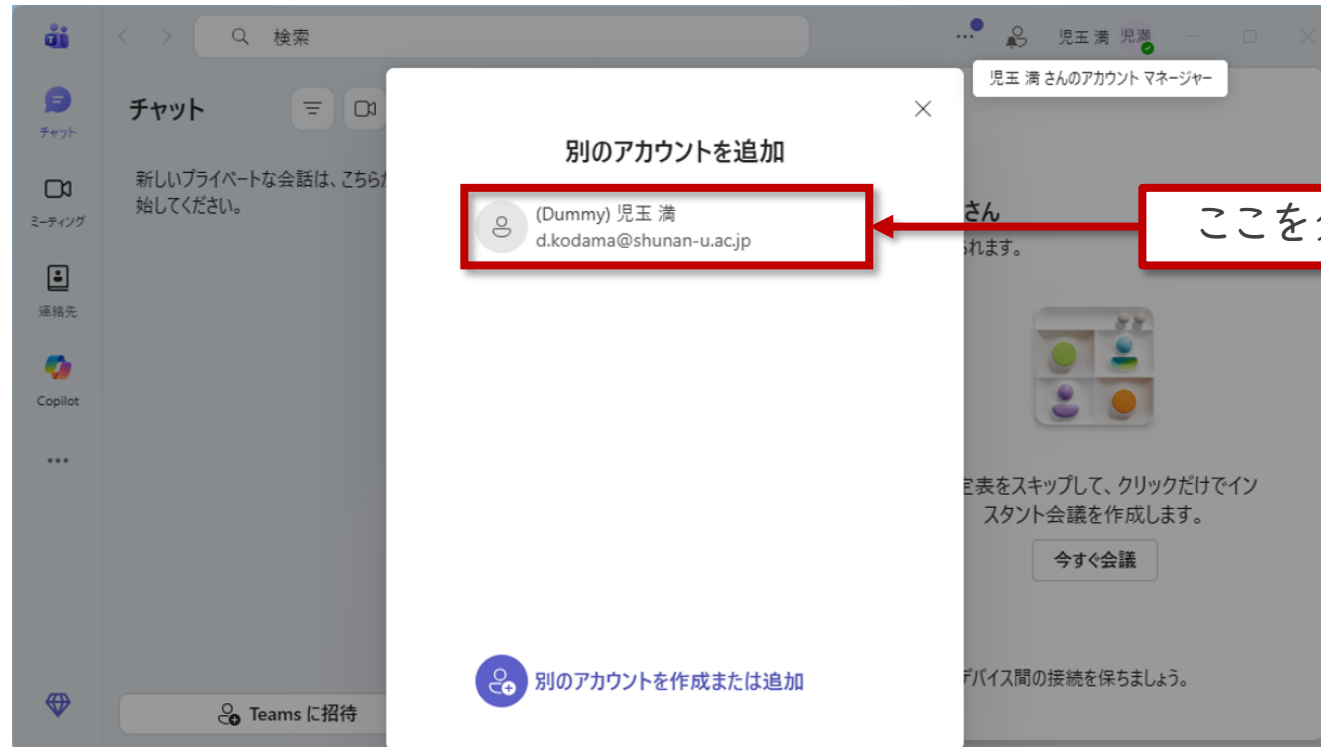 検索
児玉 満 児満
児玉 満 さんのアカウント マネージャー
チャット
チャット
ミーティング
連絡先
Copilot
新しいプライベートな会話は、こちらか
始してください。
Teams に招待
別のアカウントを追加
(Dummy) 児玉 満
d.kodama@shunan-u.ac.jp
別のアカウントを作成または追加
ここを
さん
られます。
定表をスキップして、クリックだけでイン
スタント会議を作成します。
今すぐ会議
デバイス間の接続を保ちましょう。